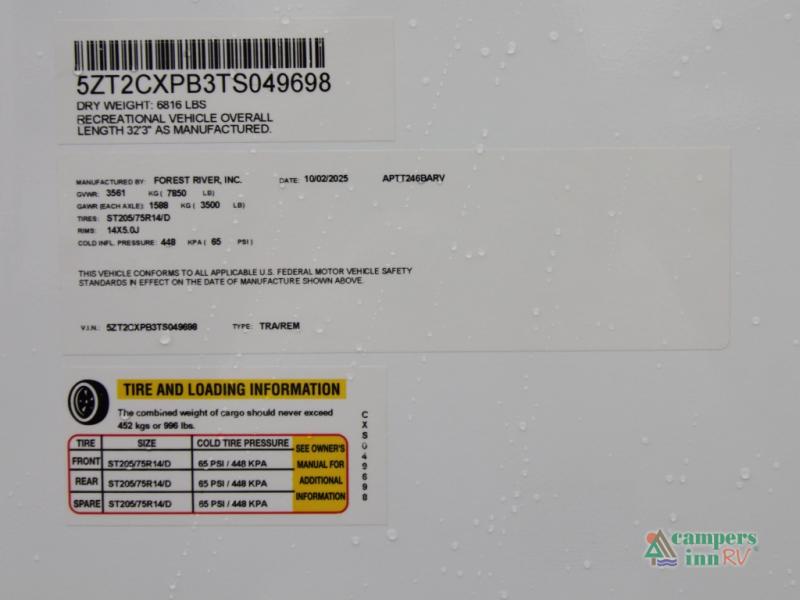 5ZT2CXPB3TS049698
DRY WEIGHT: 6816 LBS
RECREATIONAL VEHICLE OVERALL
LENGTH 32'3" AS MANUFACTURED.
MANUFACTURED BY: FOREST RIVER, INC. DATE: 10/02/2025 APTT246BARV
GVWR: 3561 KG ( 7850 LB)
GAWR (EACH AXLE): 1588 KG ( 3500 LB)
TIRES: ST205/75R14/D
RIMS: 14X5.0J
COLD INFL. PRESSURE: 448 KPA ( 65 PSI )
THIS VEHICLE CONFORMS TO ALL APPLICABLE U.S. FEDERAL MOTOR VEHICLE SAFETY
STANDARDS IN EFFECT ON THE DATE OF MANUFACTURE SHOWN ABOVE.
V.I.N.: 5ZT2CXPB3TS049698 TYPE: TRA/REM
TIRE AND LOADING INFORMATION
The combined weight of cargo should never exceed
452 kgs or 996 lbs.
TIRE SIZE COLD TIRE PRESSURE
FRONT ST205/75R14/D 65 PSI / 448 KPA
REAR ST205/75R14/D 65 PSI / 448 KPA
SPARE ST205/75R14/D 65 PSI / 448 KPA
SEE OWNER'S
MANUAL FOR
ADDITIONAL
INFORMATION
CXS049698
campers
inn RV